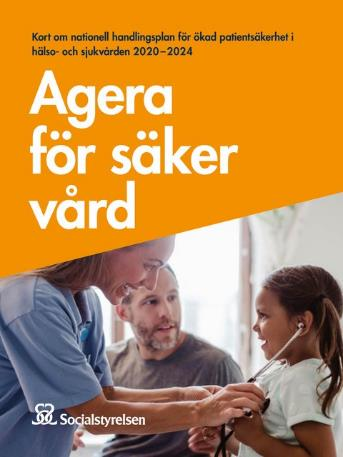 Kort om nationell handlingsplan för ökad patientsäkerhet i
hälso- och sjukvården 2020–2024
Agera
för säker
vård
Socialstyrelsen